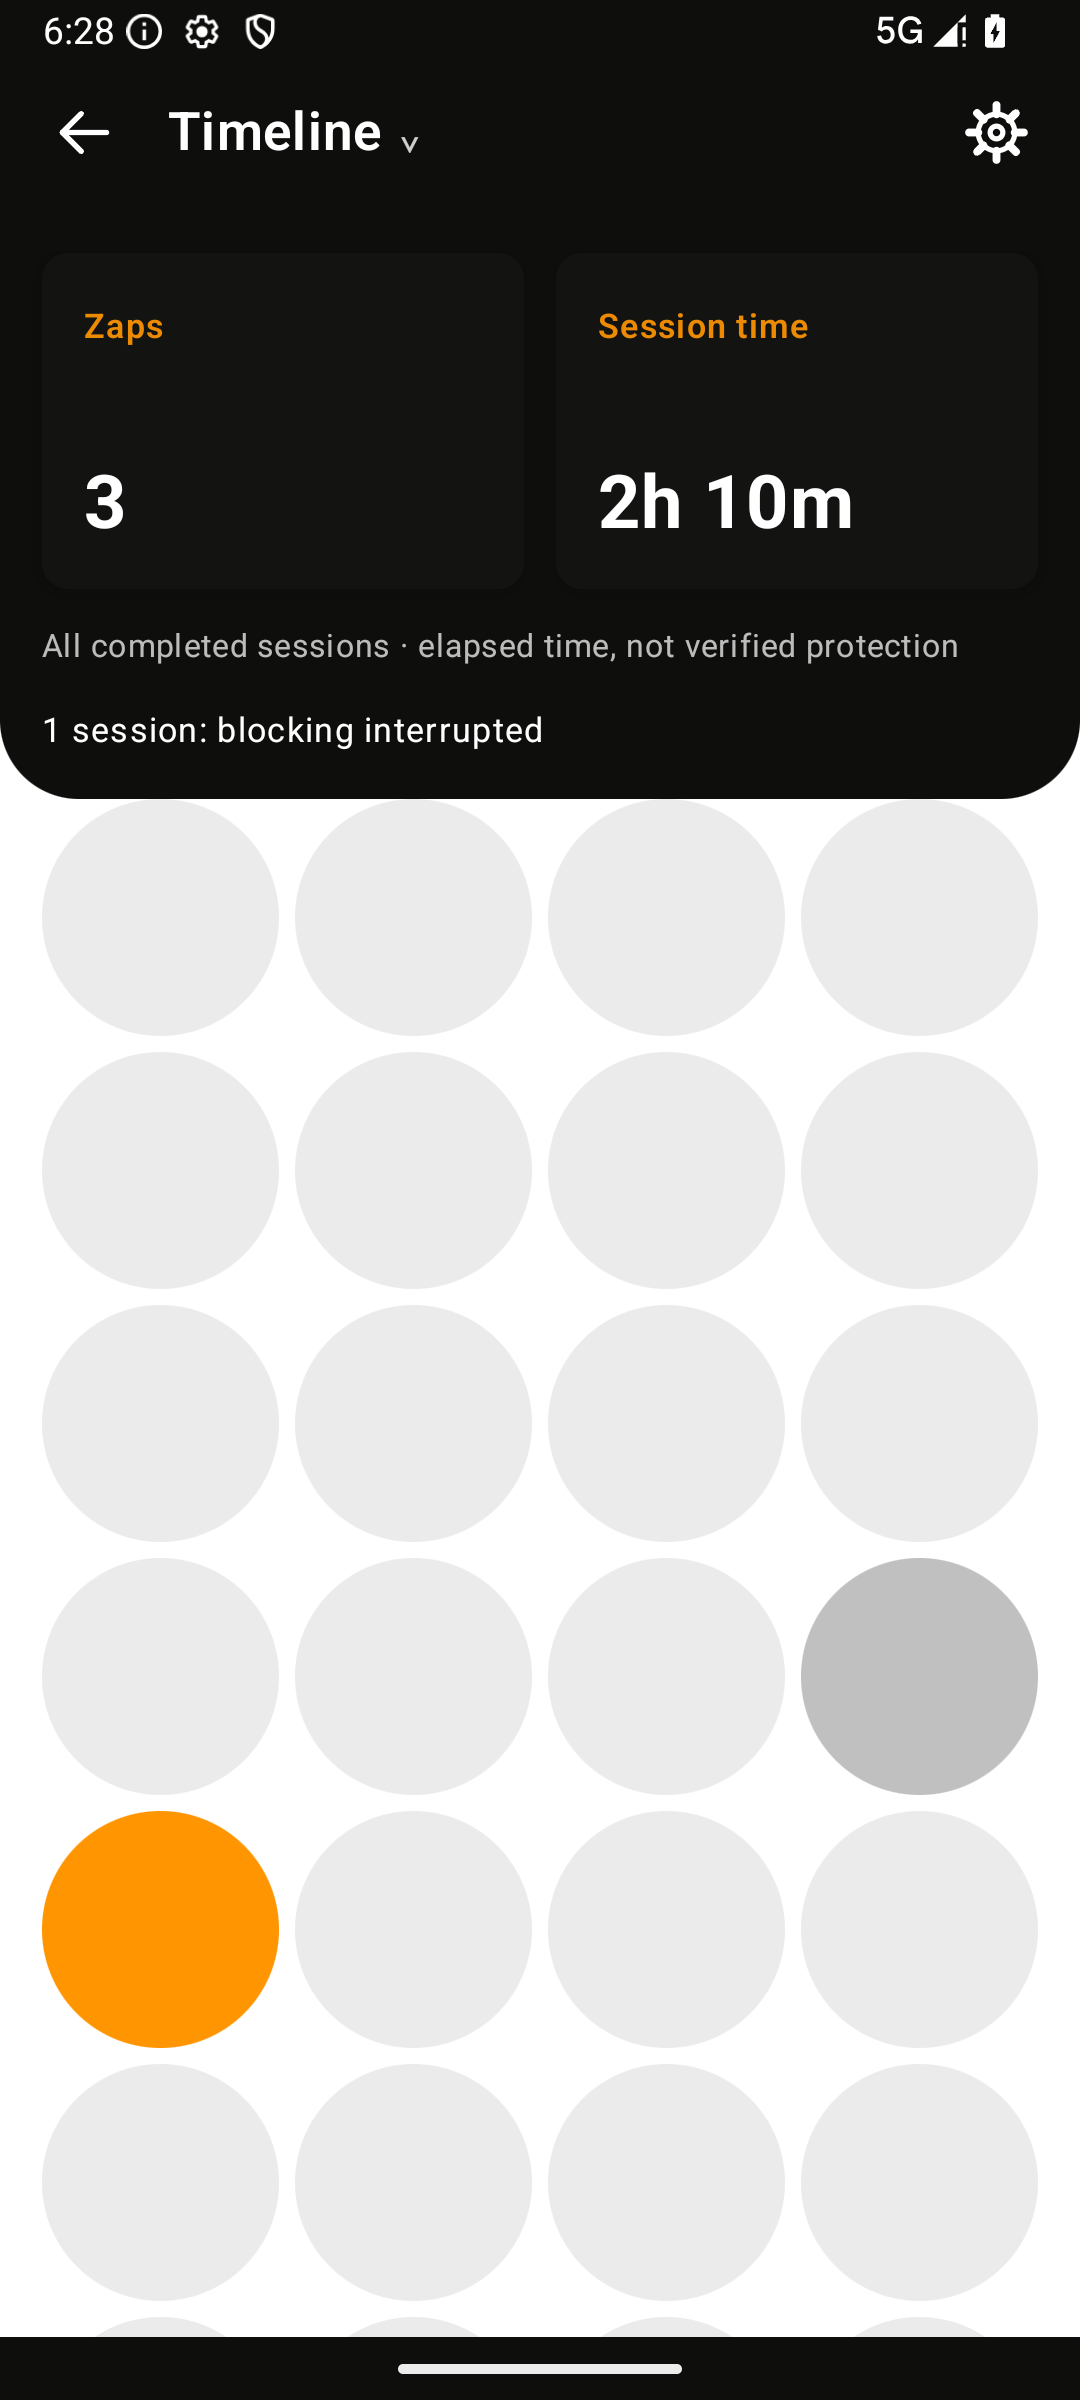 6:28
5G
Timeline
Zaps
Session time
3
2h 10m
All completed sessions · elapsed time, not verified protection
1 session: blocking interrupted